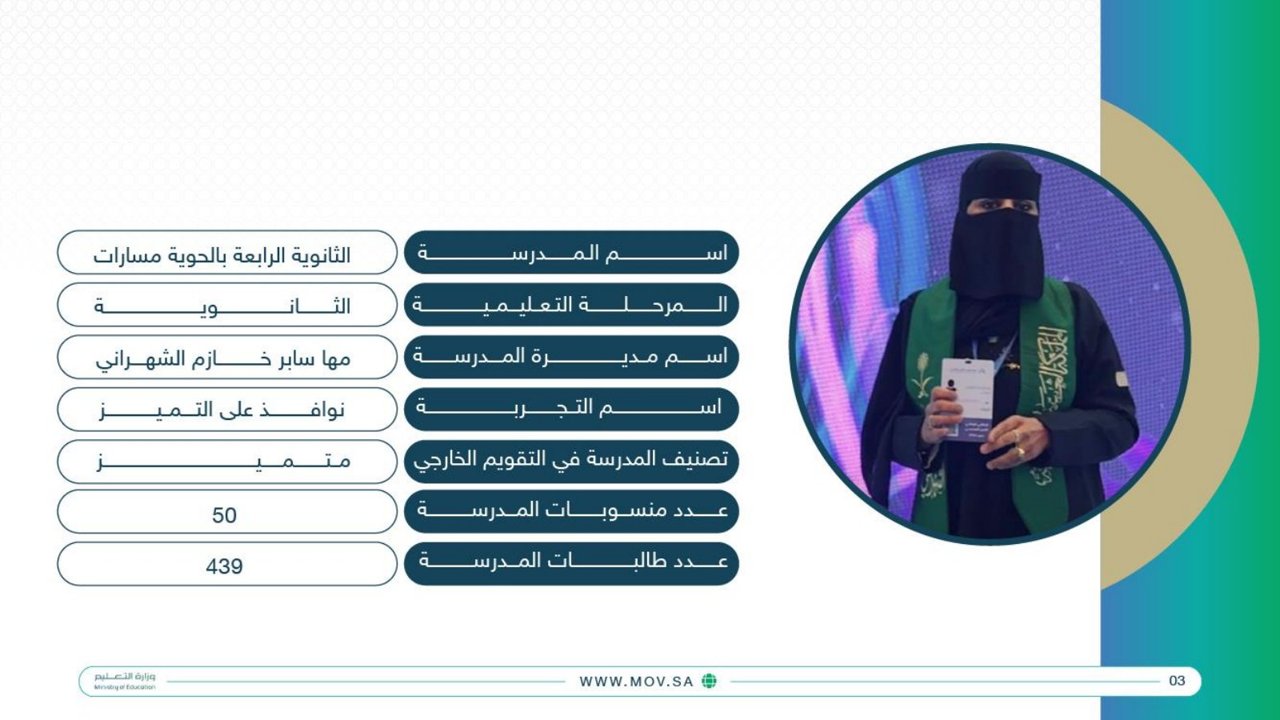 اسم المدرسة الثانوية الرابعة بالحوية مسارات
المرحلة التعليمية الثانوية
اسم مديرة المدرسة مها سابر خازم الشهراني
اسم التجربة نوافذ على التميز
تصنيف المدرسة في التقويم الخارجي متميز
عدد منسوبات المدرسة 50
عدد طالبات المدرسة 439
وزارة التعليم
Ministry of Education
WWW.MOV.SA
03